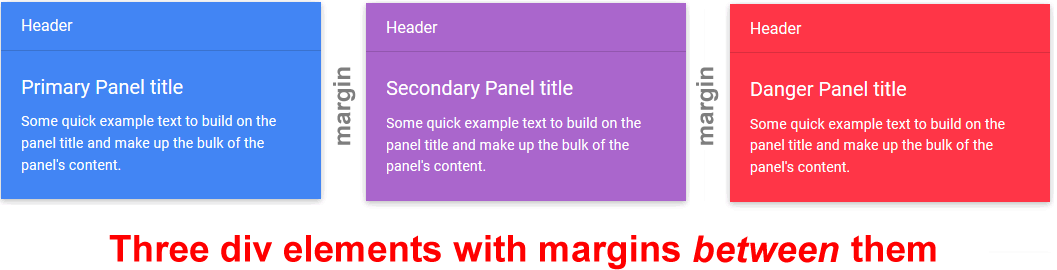 Header
Primary Panel title
Some quick example text to build on the
panel title and make up the bulk of the
panel's content.
margin
Header
Secondary Panel title
Some quick example text to build on the
panel title and make up the bulk of the
panel's content.
margin
Header
Danger Panel title
Some quick example text to build on the
panel title and make up the bulk of the
panel's content.
Three div elements with margins between them